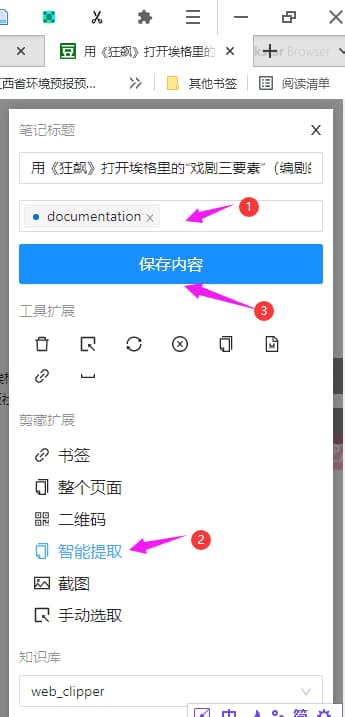 用《狂飙》打开埃格里的
Browser
西省环境预报预...
>
其他书签
阅读清单
笔记标题
X
用《狂飙》打开埃格里的“戏剧三要素”（编剧的
documentation x
1
保存内容
3
工具扩展
剪藏扩展
书签
整个页面
二维码
智能提取
2
截图
手动选取
知识库
web_clipper
中
简